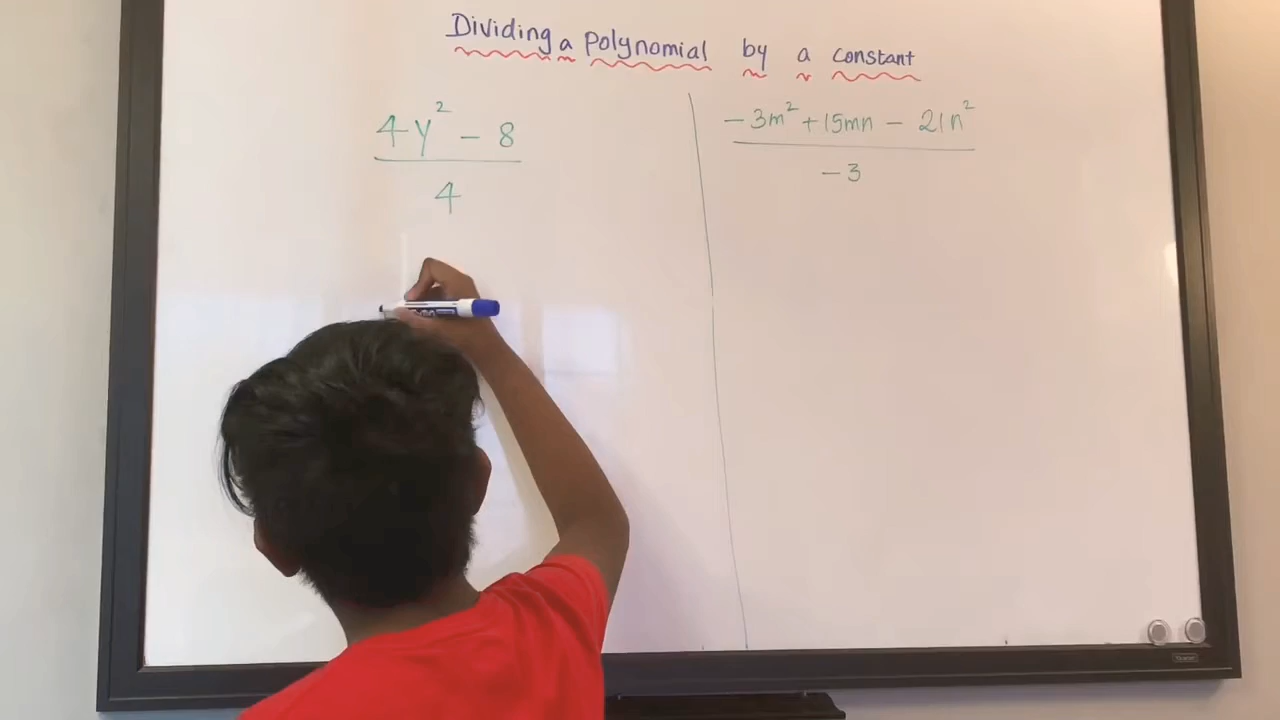 Dividing a polynomial by a constant
4y² - 8
4
-3m² + 15mn - 21n²
-3